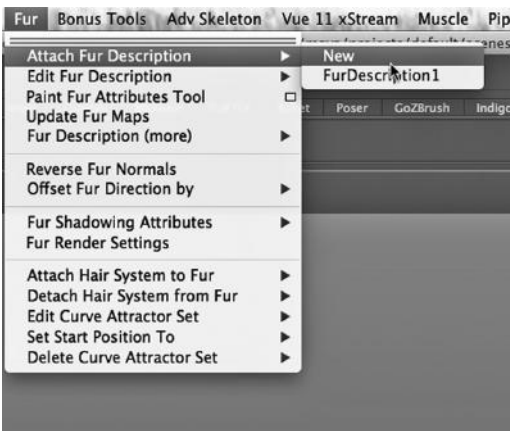 Fur Bonus Tools Adv Skeleton Vue 11 xStream Muscle Pip
Attach Fur Description New
Edit Fur Description FurDescription1
Paint Fur Attributes Tool
Poser GoZBrush Indigo
Update Fur Maps
Fur Description (more)
Reverse Fur Normals
Offset Fur Direction by
Fur Shadowing Attributes
Fur Render Settings
Attach Hair System to Fur
Detach Hair System from Fur
Edit Curve Attractor Set
Set Start Position To
Delete Curve Attractor Set